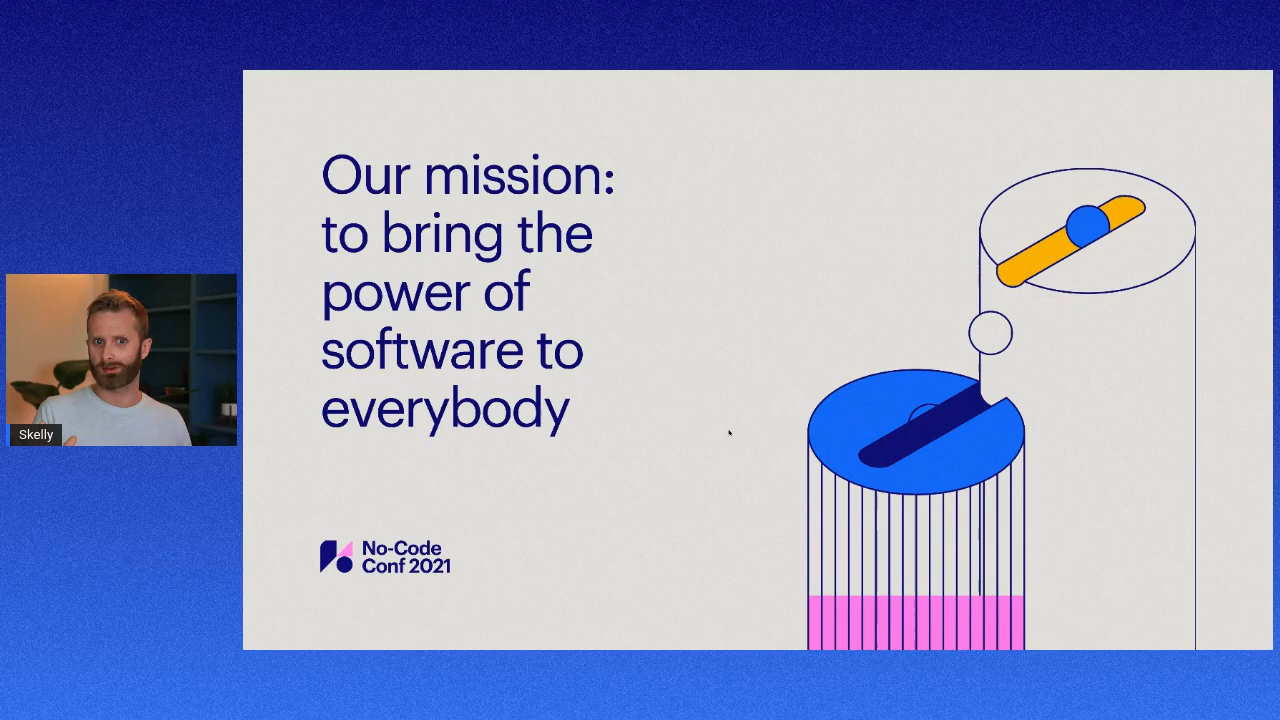 Our mission:
to bring the
power of
software to
everybody
Skelly
No-Code
Conf 2021